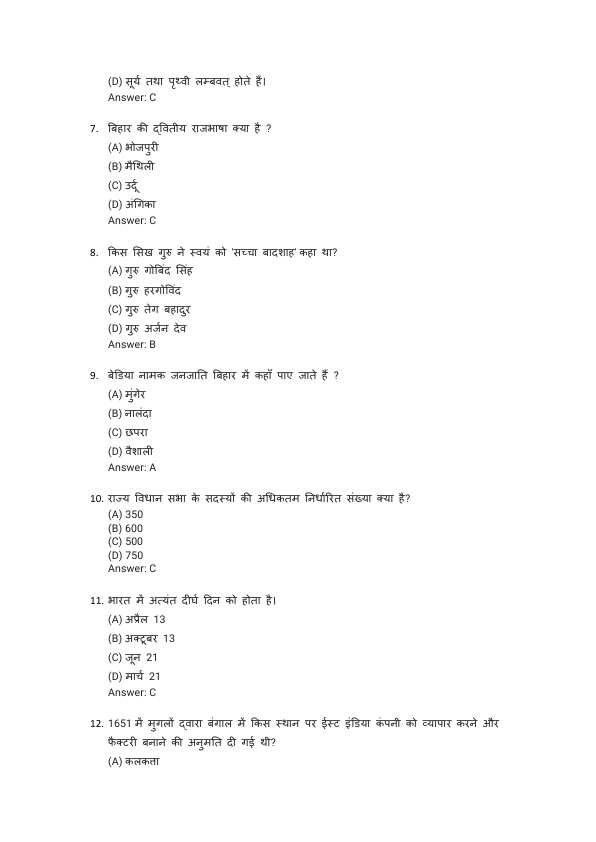 (D) सूर्य तथा पृथ्वी लम्बवत् होते हैं।
Answer: C
7. बिहार की द्वितीय राजभाषा क्या है ?
(A) भोजपुरी
(B) मैथिली
(C) उर्दू
(D) अंगिका
Answer: C
8. किस सिख गुरु ने स्वयं को 'सच्चा बादशाह' कहा था?
(A) गुरु गोबिंद सिंह
(B) गुरु हरगोविंद
(C) गुरु तेग बहादुर
(D) गुरु अर्जन देव
Answer: B
9. बेडिया नामक जनजाति बिहार में कहाँ पाए जाते हैं ?
(A) मुंगेर
(B) नालंदा
(C) छपरा
(D) वैशाली
Answer: A
10. राज्य विधान सभा के सदस्यों की अधिकतम निर्धारित संख्या क्या है?
(A) 350
(B) 600
(C) 500
(D) 750
Answer: C
11. भारत में अत्यंत दीर्घ दिन को होता है।
(A) अप्रैल 13
(B) अक्टूबर 13
(C) जून 21
(D) मार्च 21
Answer: C
12. 1651 में मुगलों द्वारा बंगाल में किस स्थान पर ईस्ट इंडिया कंपनी को व्यापार करने और
फैक्टरी बनाने की अनुमति दी गई थी?
(A) कलकत्ता